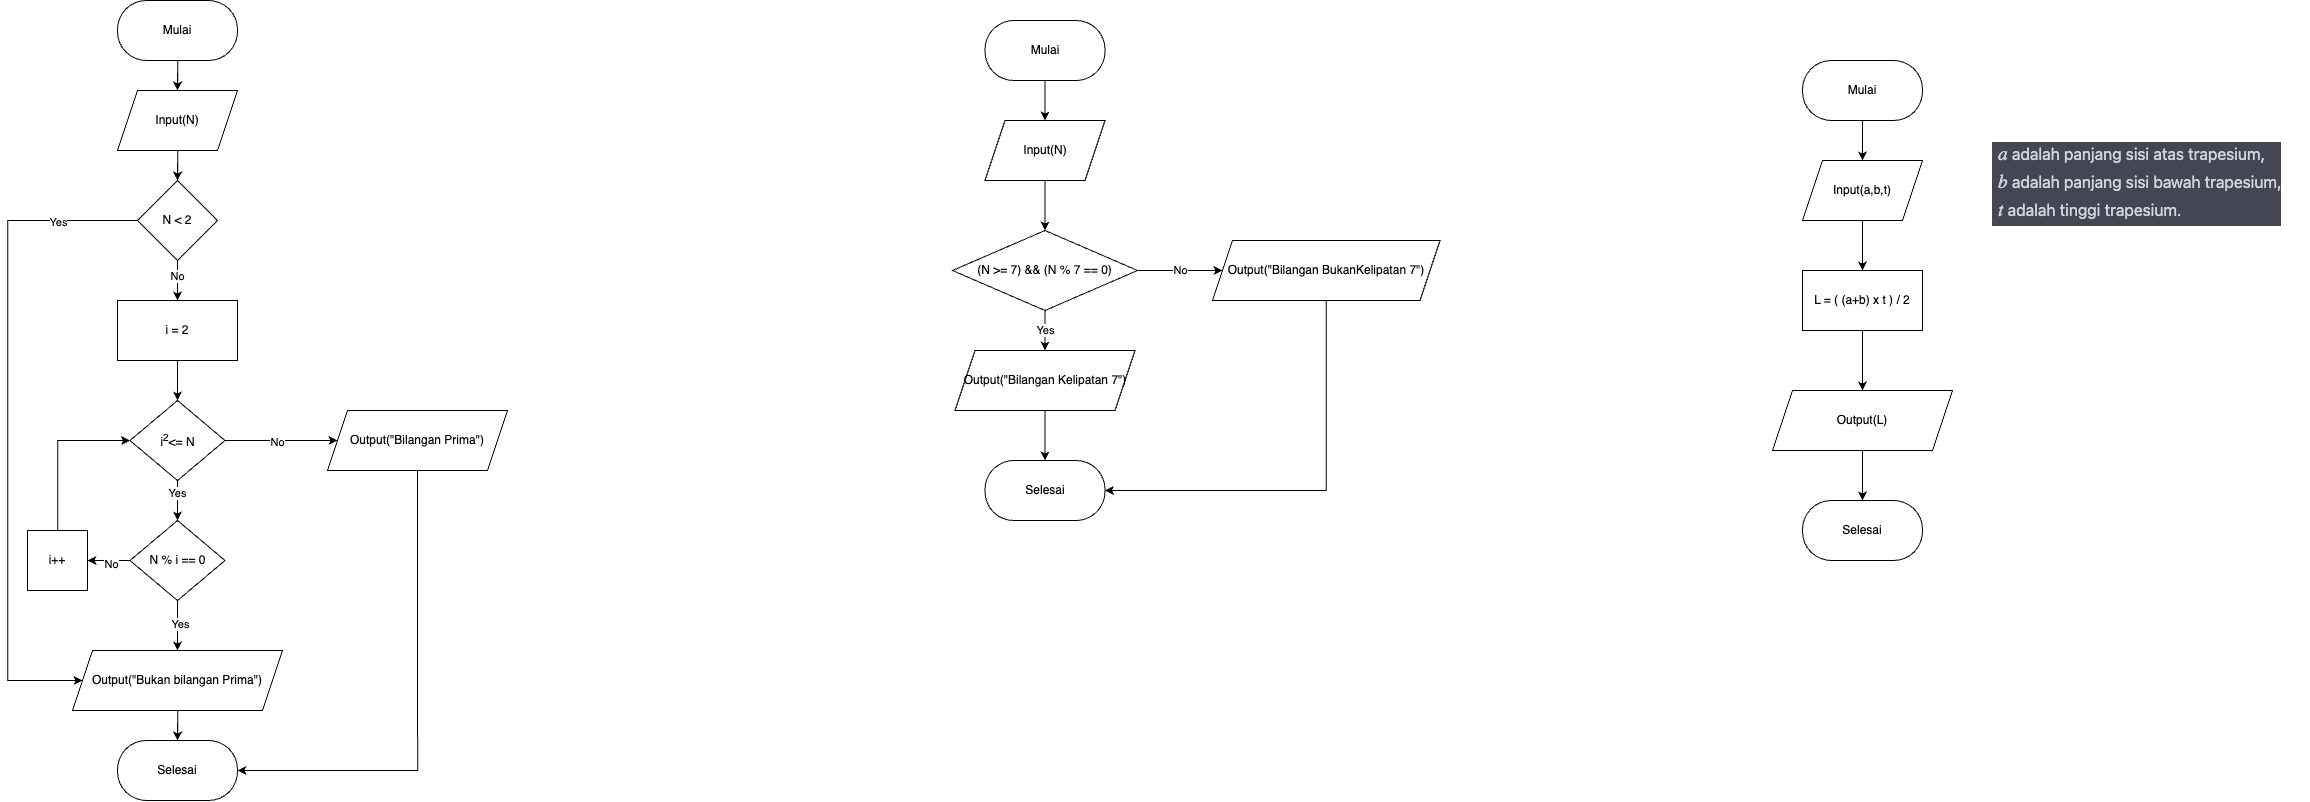 Mulai
Input(N)
N < 2
Yes
No
i = 2
i²<= N
No
Output("Bilangan Prima")
Yes
N % i == 0
No
i++
Yes
Output("Bukan bilangan Prima")
Selesai
Mulai
Input(N)
(N >= 7) && (N % 7 == 0)
No
Output("Bilangan BukanKelipatan 7")
Yes
Output("Bilangan Kelipatan 7")
Selesai
Mulai
Input(a,b,t)
L = ( (a+b) x t ) / 2
Output(L)
Selesai
a adalah panjang sisi atas trapesium,
b adalah panjang sisi bawah trapesium,
t adalah tinggi trapesium.